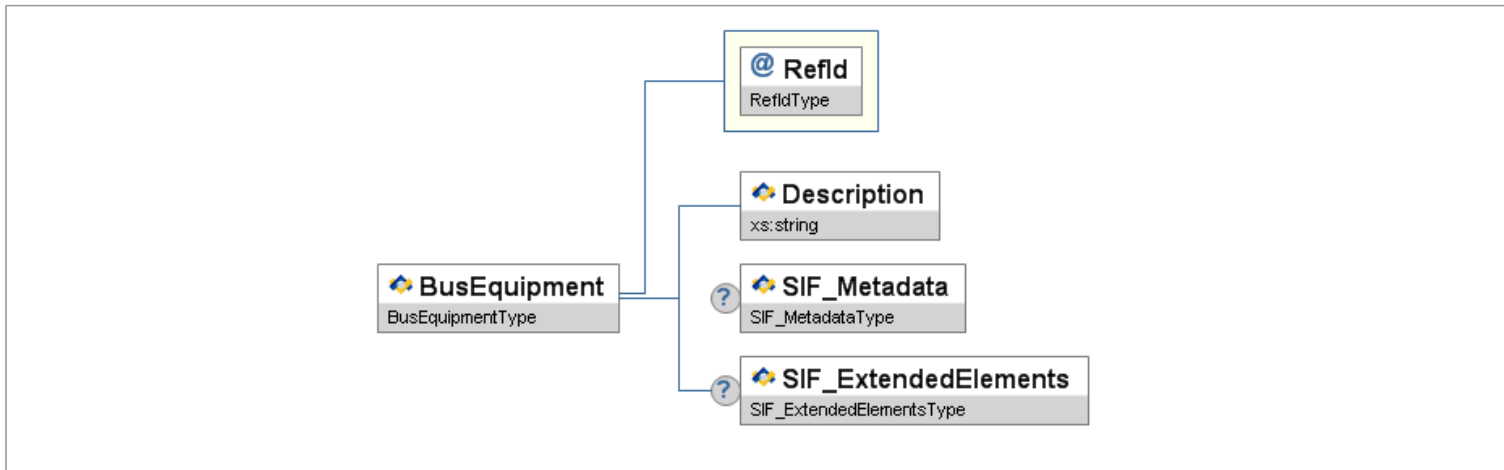 @ RefId
RefIdType
Description
xs:string
BusEquipment
BusEquipmentType
? SIF_Metadata
SIF_MetadataType
? SIF_ExtendedElements
SIF_ExtendedElementsType